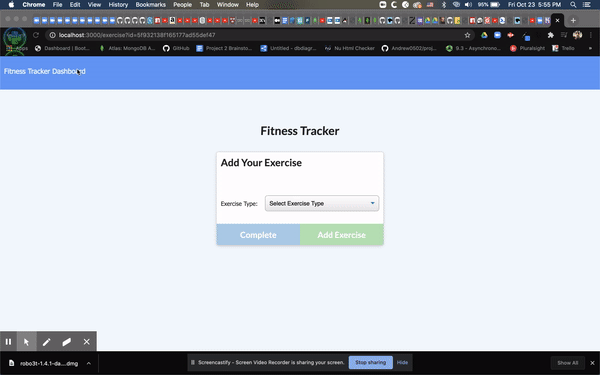 Chrome File Edit View History Bookmarks People Tab Window Help 95% Fri Oct 23 5:55 PM
localhost:3000/exercise?id=5f932138f165177ad55def47
Apps Dashboard | Boot... Atlas: MongoDB A... GitHub Project 2 Brainsto... Untitled - dbdiagr... Nu Html Checker Andrew0502/proj... 9.3 - Asynchrono... Pluralsight Trello
Fitness Tracker Dashboard
Fitness Tracker
Add Your Exercise
Exercise Type: Select Exercise Type
Complete Add Exercise
robo3t-1.4.1-da....dmg
Screencastify - Screen Video Recorder is sharing your screen. Stop sharing Hide
Show All